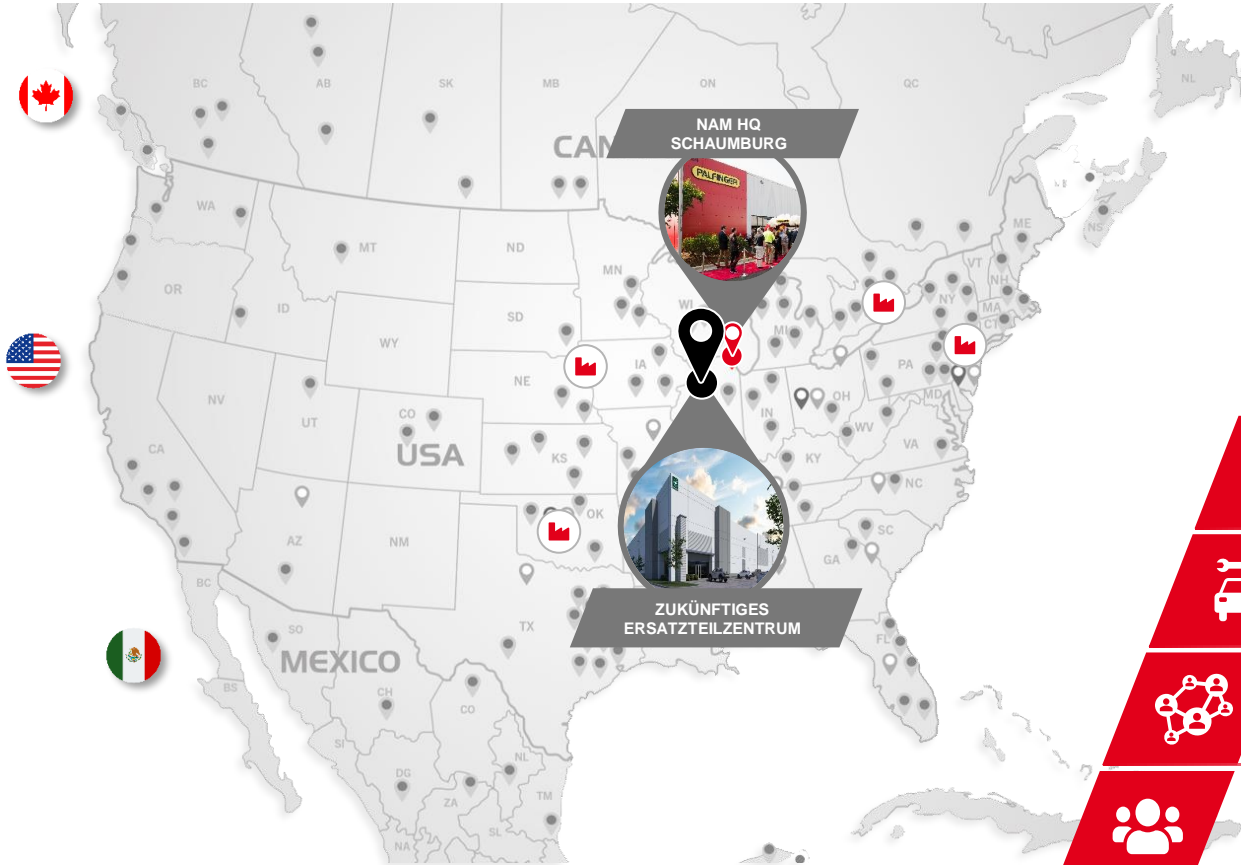 BC
AB
SK
MB
ON
QC
NL
NAM HQ
SCHAUMBURG
CAN
PALFINGER
WA
MT
ND
MN
ME
NS
VT
NH
OR
ID
SD
WI
MI
NY
MA
CT
WY
NE
IA
PA
MD
NV
UT
CO
USA
IN
OH
WV
VA
CA
KS
KY
NC
AZ
NM
OK
SC
GA
BC
ZUKÜNFTIGES
ERSATZTEILZENTRUM
TX
SO
MEXICO
FL
BS
CH
CO
SI
NL
DG
ZA
TM
SL
NA